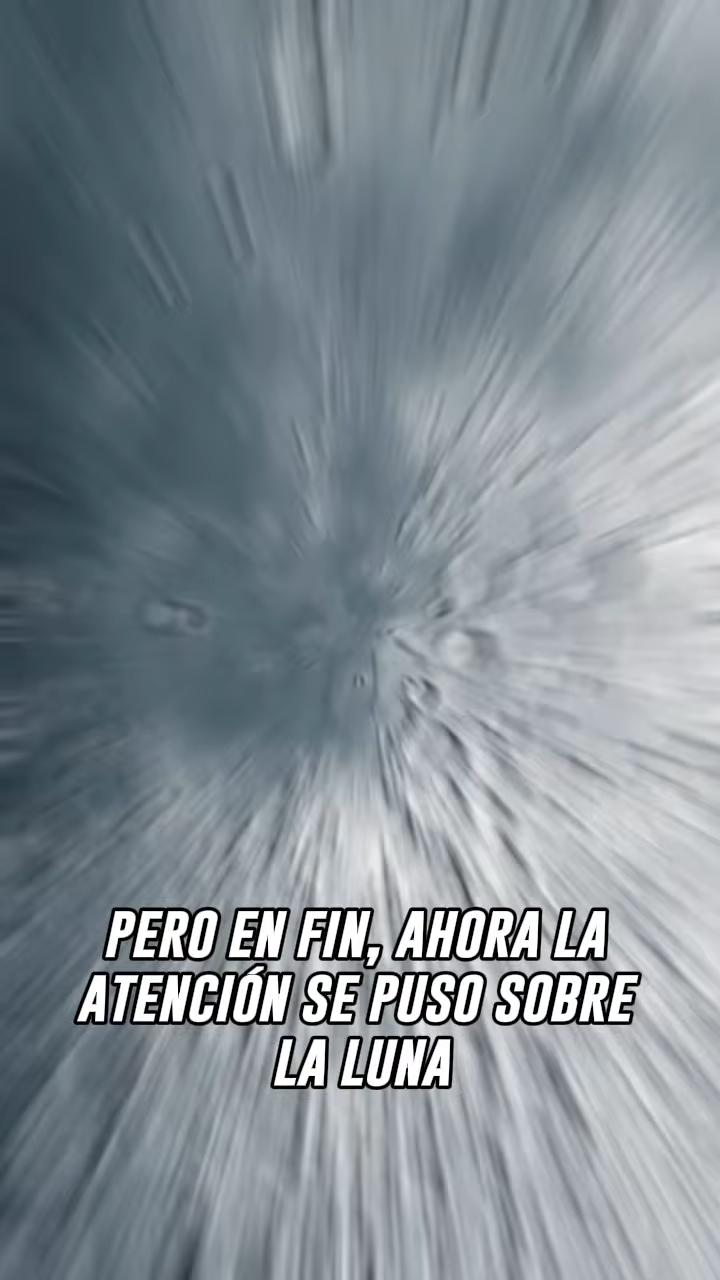 PERO EN FIN, AHORA LA
ATENCIÓN SE PUSO SOBRE
LA LUNA